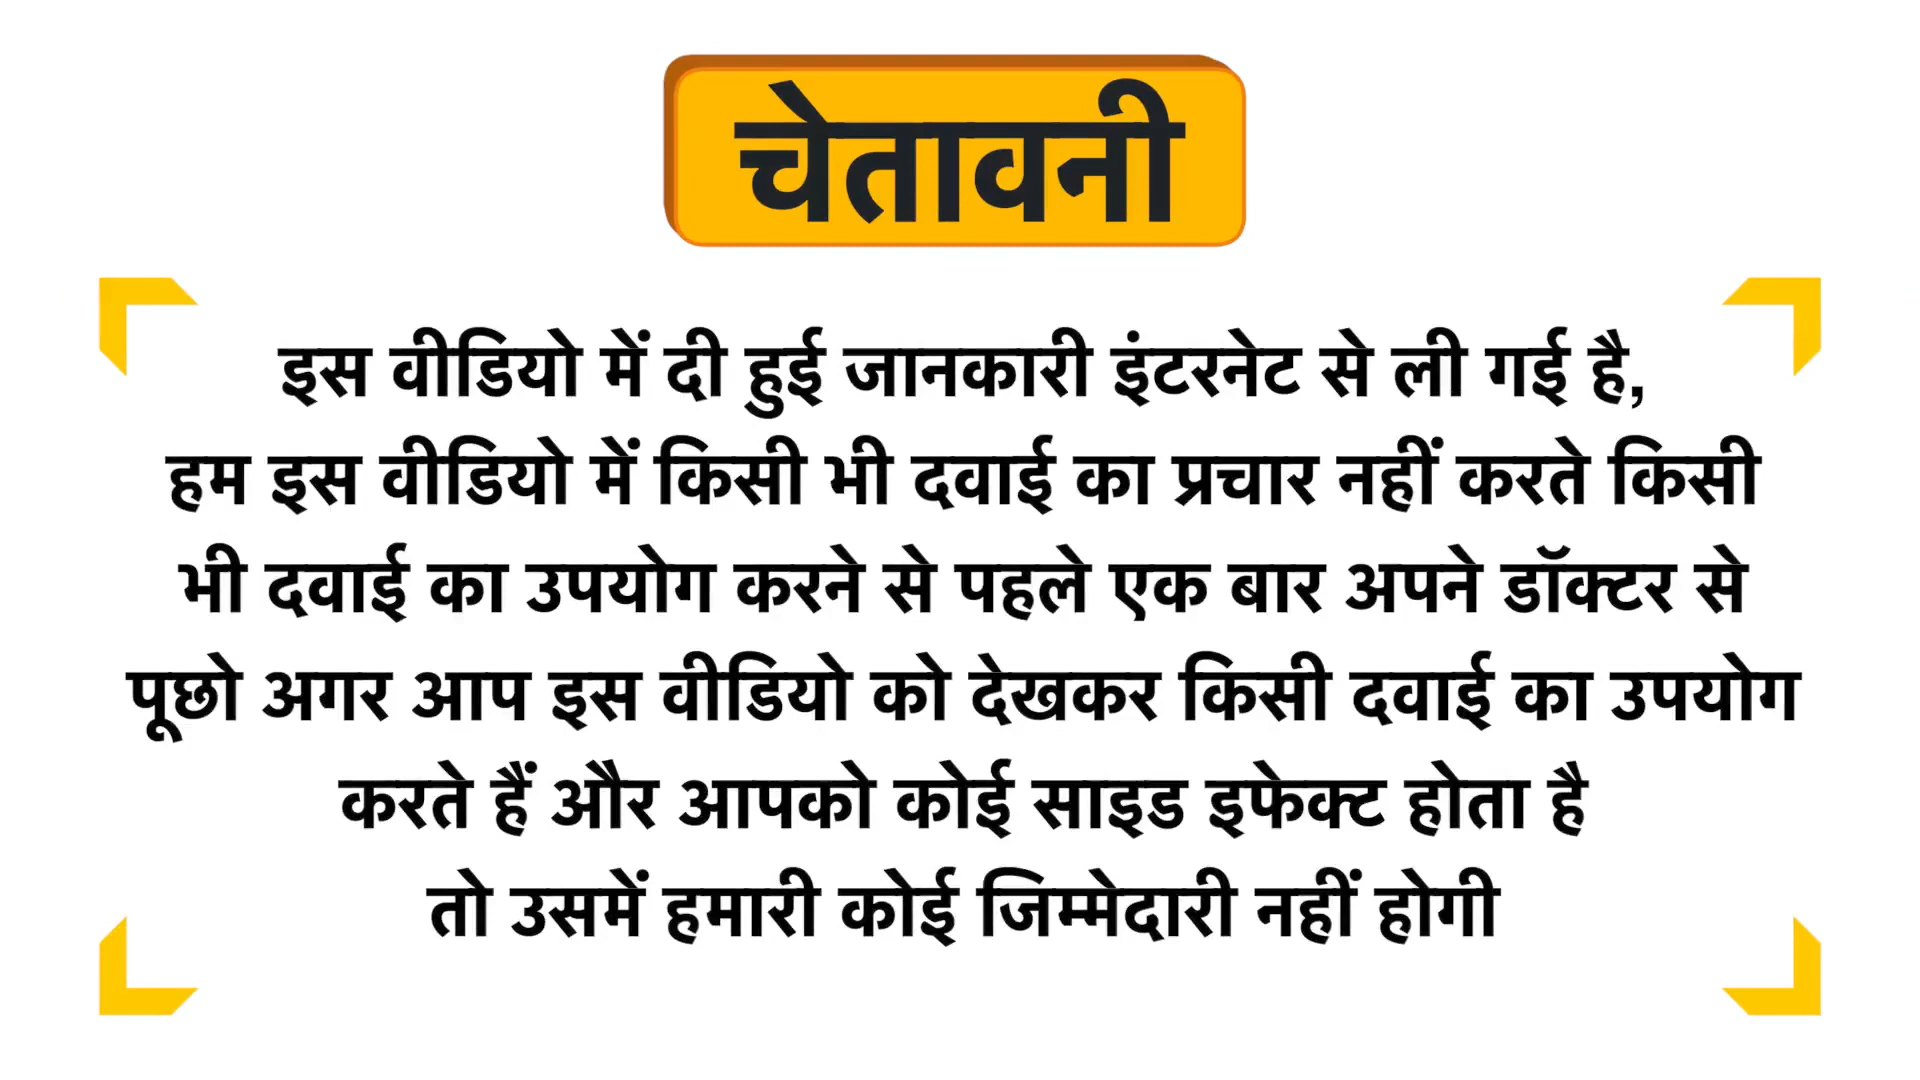 चेतावनी
इस वीडियो में दी हुई जानकारी इंटरनेट से ली गई है,
हम इस वीडियो में किसी भी दवाई का प्रचार नहीं करते किसी
भी दवाई का उपयोग करने से पहले एक बार अपने डॉक्टर से
पूछो अगर आप इस वीडियो को देखकर किसी दवाई का उपयोग
करते हैं और आपको कोई साइड इफेक्ट होता है
तो उसमें हमारी कोई जिम्मेदारी नहीं होगी